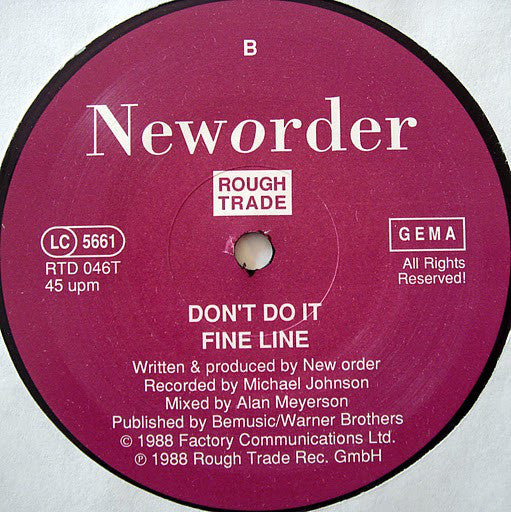 B
Neworder
ROUGH
TRADE
LC 5661
RTD 046T
45 upm
GEMA
All Rights
Reserved!
DON'T DO IT
FINE LINE
Written & produced by New order
Recorded by Michael Johnson
Mixed by Alan Meyerson
Published by Bemusic/Warner Brothers
© 1988 Factory Communications Ltd.
℗ 1988 Rough Trade Rec. GmbH